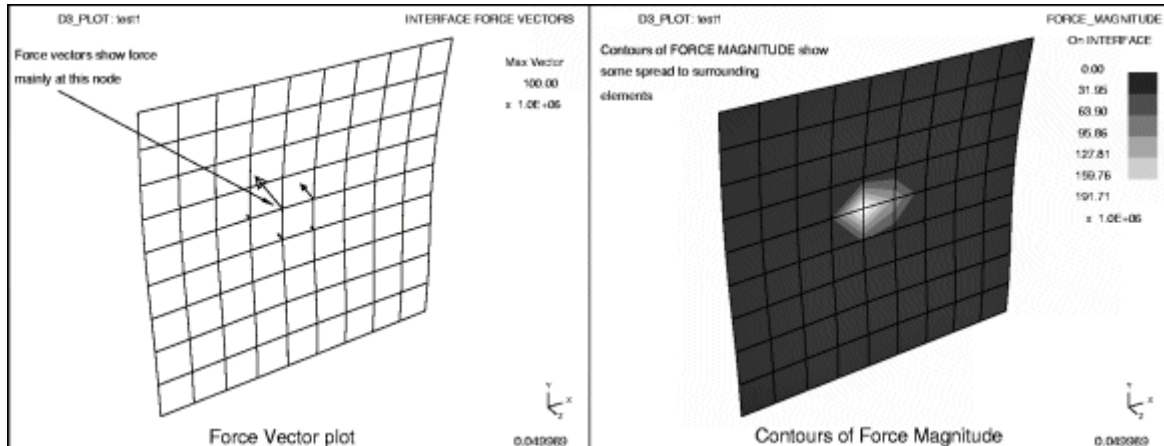 D3_PLOT: test1
INTERFACE FORCE VECTORS
Force vectors show force
mainly at this node
Max Vector
100.00
x 1.0E+06
Y
X
Z
Force Vector plot
0.049989
D3_PLOT: test1
FORCE_MAGNITUDE
On INTERFACE
Contours of FORCE MAGNITUDE show
some spread to surrounding
elements
0.00
31.95
63.90
95.86
127.81
159.76
191.71
x 1.0E+06
Y
X
Z
Contours of Force Magnitude
0.049989